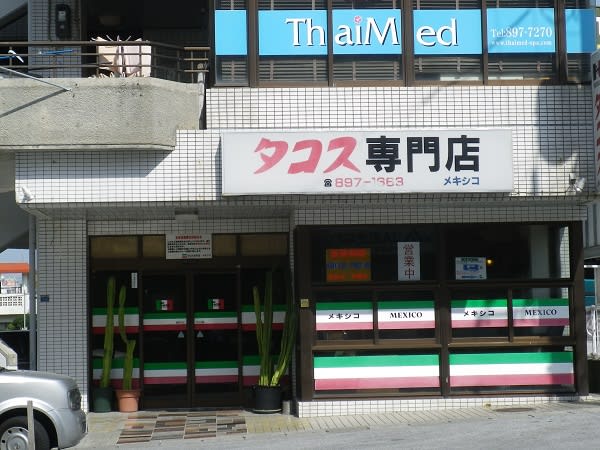 ThaiMed
Tel:897-7270
www.thaimed-spa.com
タコス専門店
☎897-1663 メキシコ
営業中
メキシコ MEXICO メキシコ MEXICO